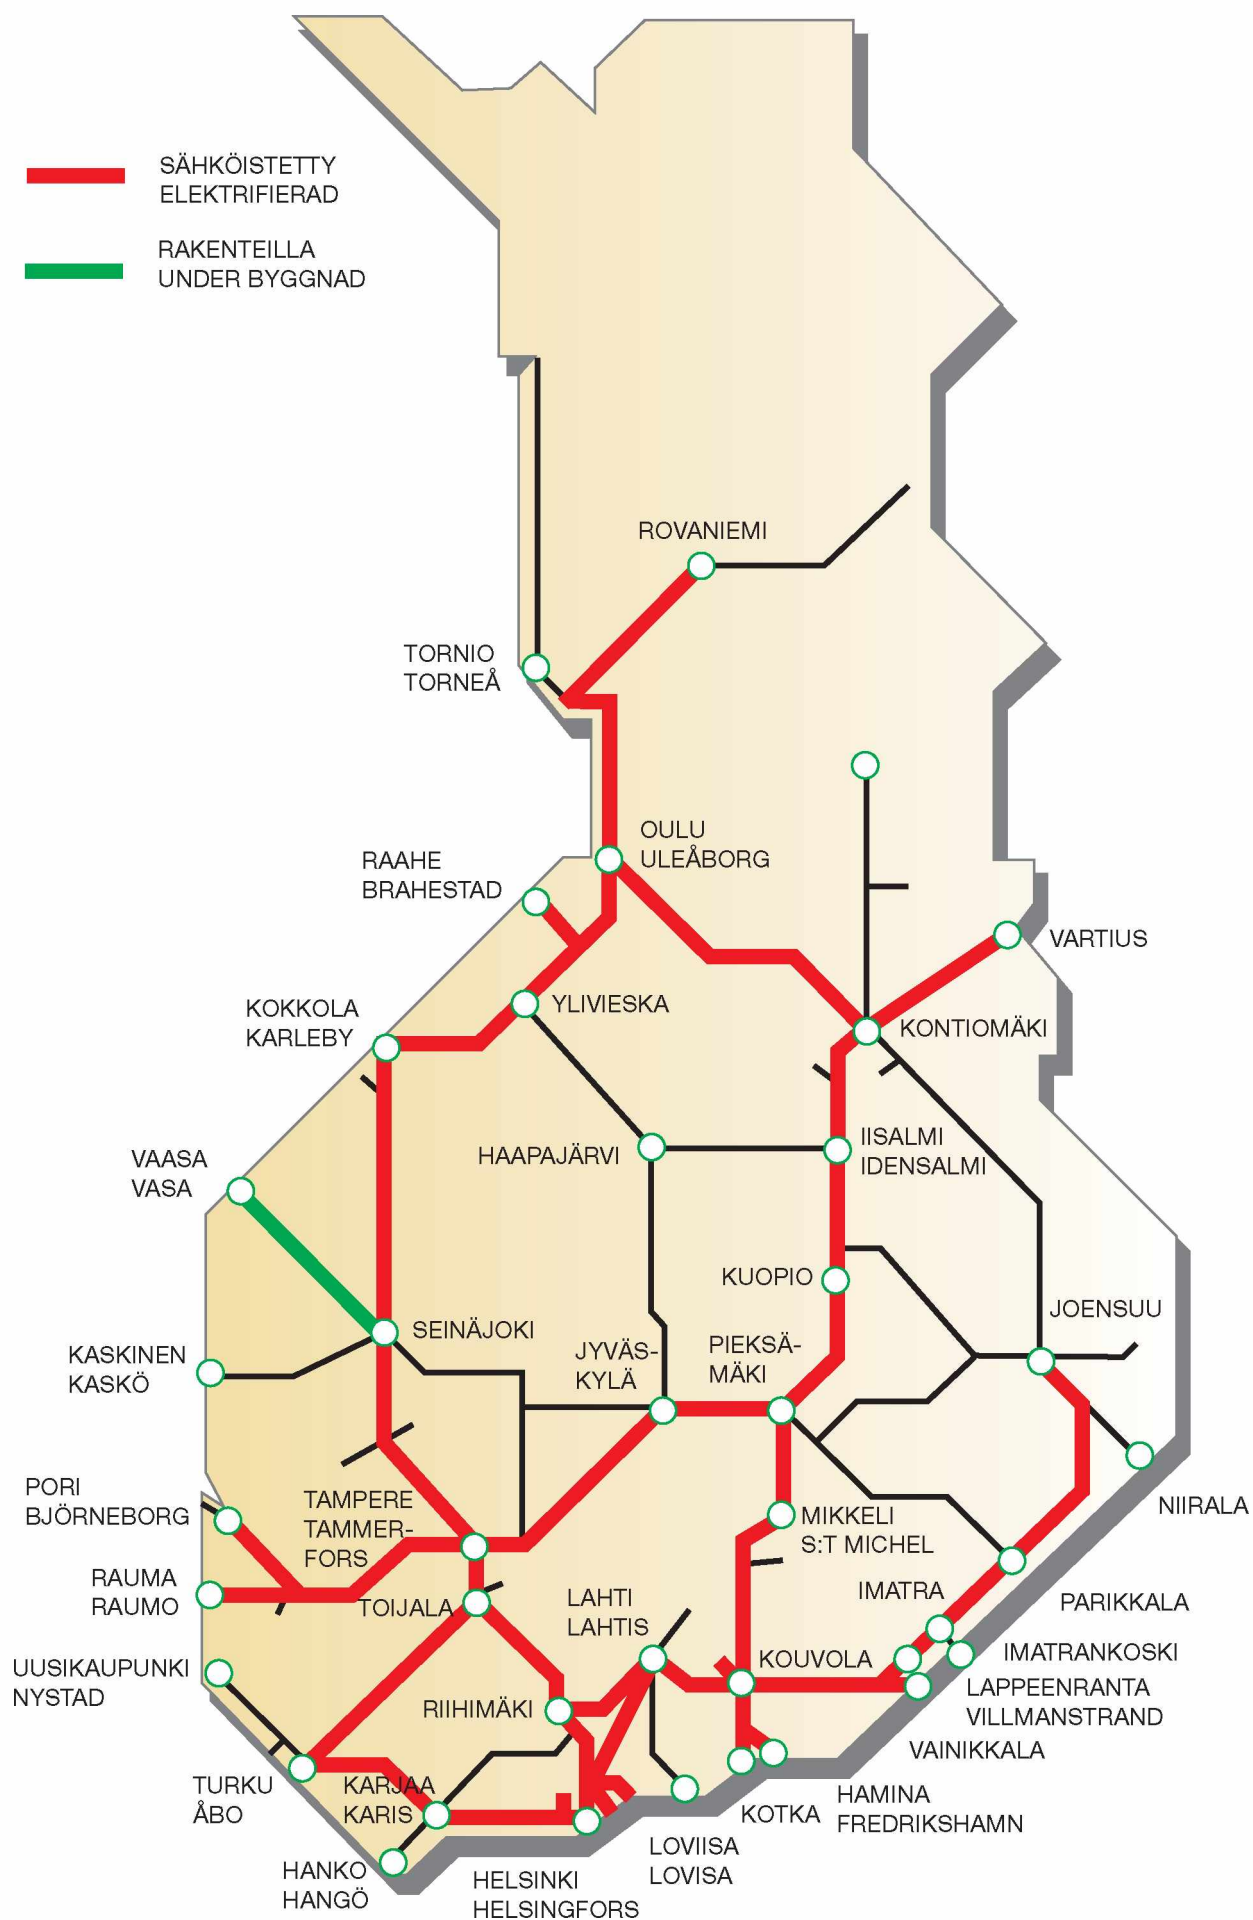 SÄHKÖISTETTY
ELEKTRIFIERAD
RAKENTEILLA
UNDER BYGGNAD
ROVANIEMI
TORNIO
TORNEÅ
OULU
ULEÅBORG
RAAHE
BRAHESTAD
VARTIUS
YLIVIESKA
KOKKOLA
KARLEBY
KONTIOMÄKI
IISALMI
IDENSALMI
HAAPAJÄRVI
VAASA
VASA
KUOPIO
JOENSUU
SEINÄJOKI
JYVÄS-
KYLÄ
PIEKSÄ-
MÄKI
KASKINEN
KASKÖ
PORI
BJÖRNEBORG
TAMPERE
TAMMER-
FORS
MIKKELI
S:T MICHEL
NIIRALA
RAUMA
RAUMO
TOIJALA
LAHTI
LAHTIS
IMATRA
PARIKKALA
UUSIKAUPUNKI
NYSTAD
KOUVOLA
IMATRANKOSKI
LAPPEENRANTA
VILLMANSTRAND
RIIHIMÄKI
VAINIKKALA
TURKU
ÅBO
KARJAA
KARIS
KOTKA
HAMINA
FREDRIKSHAMN
LOVIISA
LOVISA
HANKO
HANGÖ
HELSINKI
HELSINGFORS